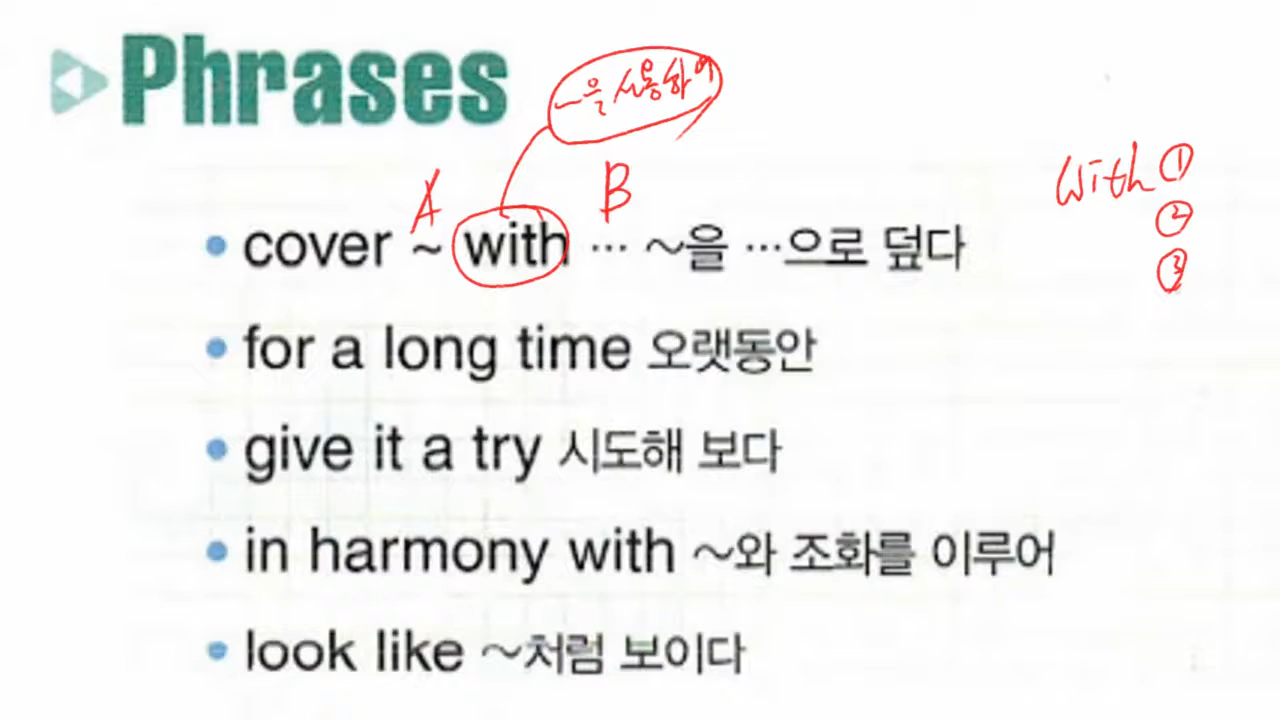 Phrases
~을 사용하여
A B
with ①
②
③
• cover ~ with … ~을 …으로 덮다
• for a long time 오랫동안
• give it a try 시도해 보다
• in harmony with ~와 조화를 이루어
• look like ~처럼 보이다